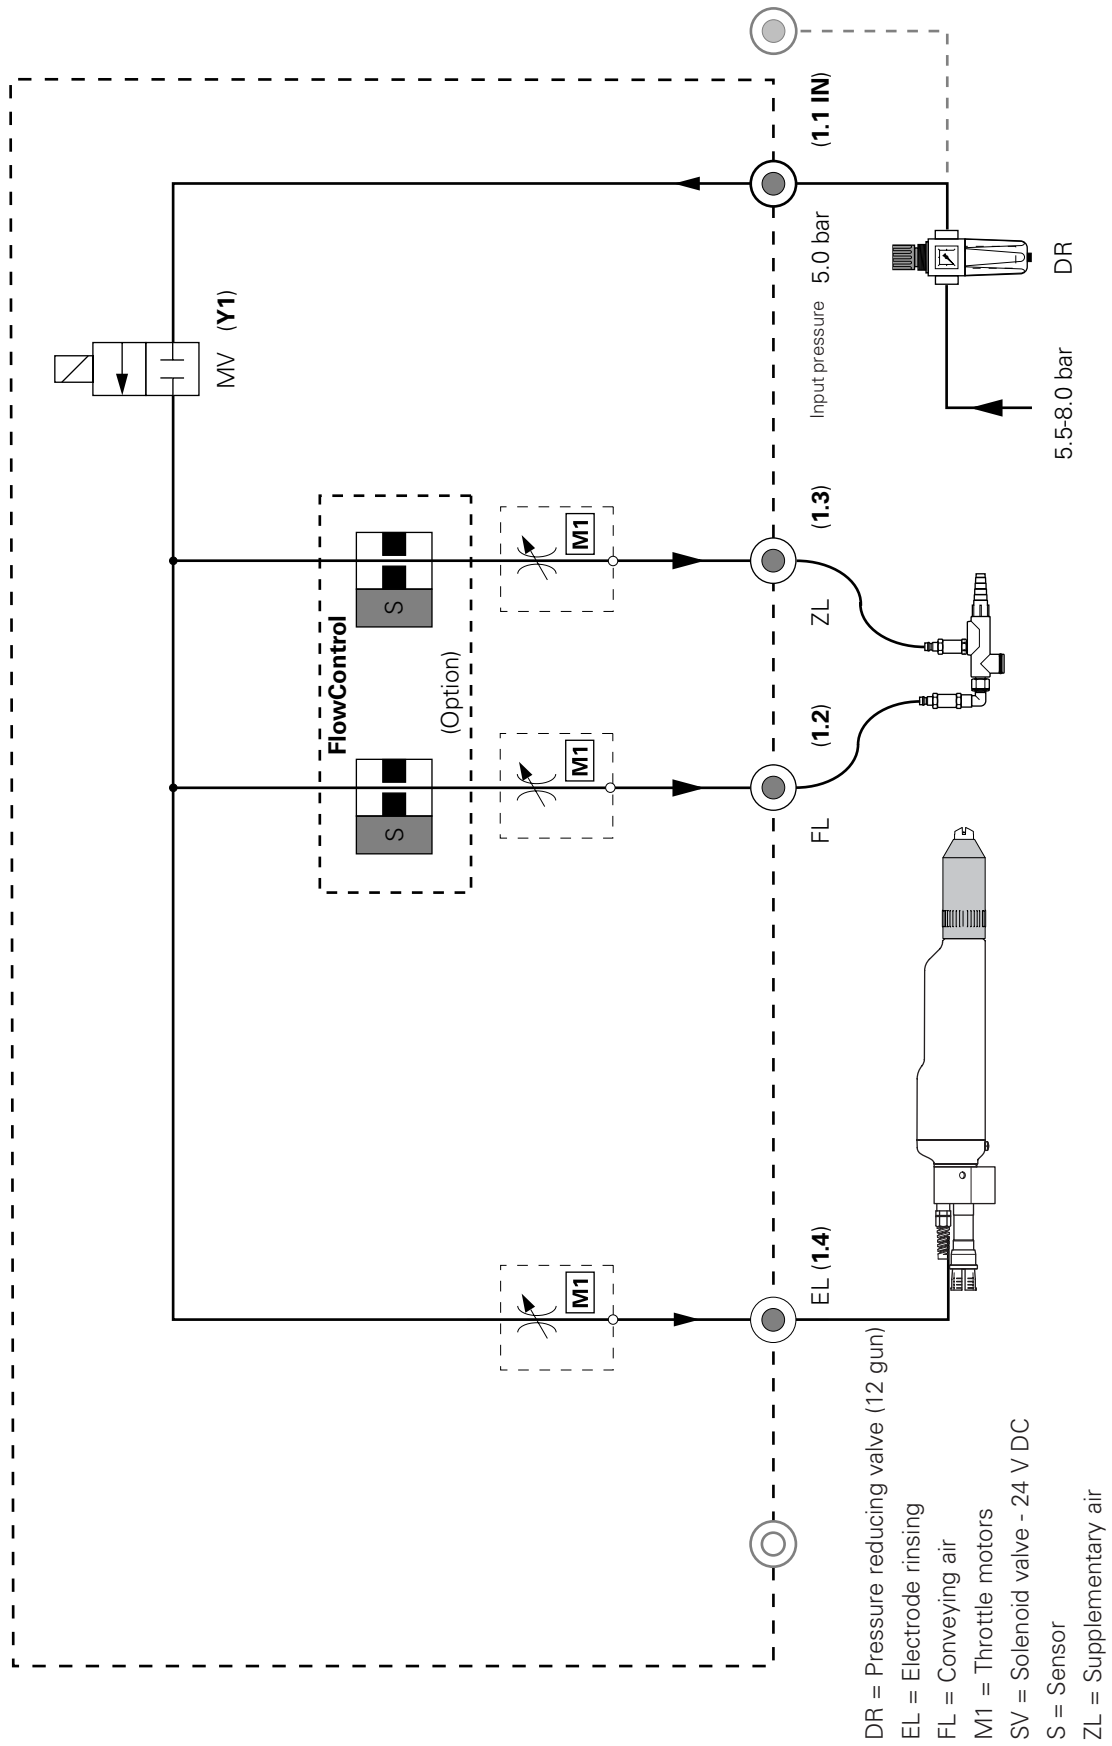 MV (Y1)
FlowControl
S
S
(Option)
M1
M1
M1
EL (1.4)
FL (1.2)
ZL (1.3)
Input pressure 5.0 bar (1.1 IN)
5.5-8.0 bar
DR
DR = Pressure reducing valve (12 gun)
EL = Electrode rinsing
FL = Conveying air
M1 = Throttle motors
SV = Solenoid valve - 24 V DC
S = Sensor
ZL = Supplementary air